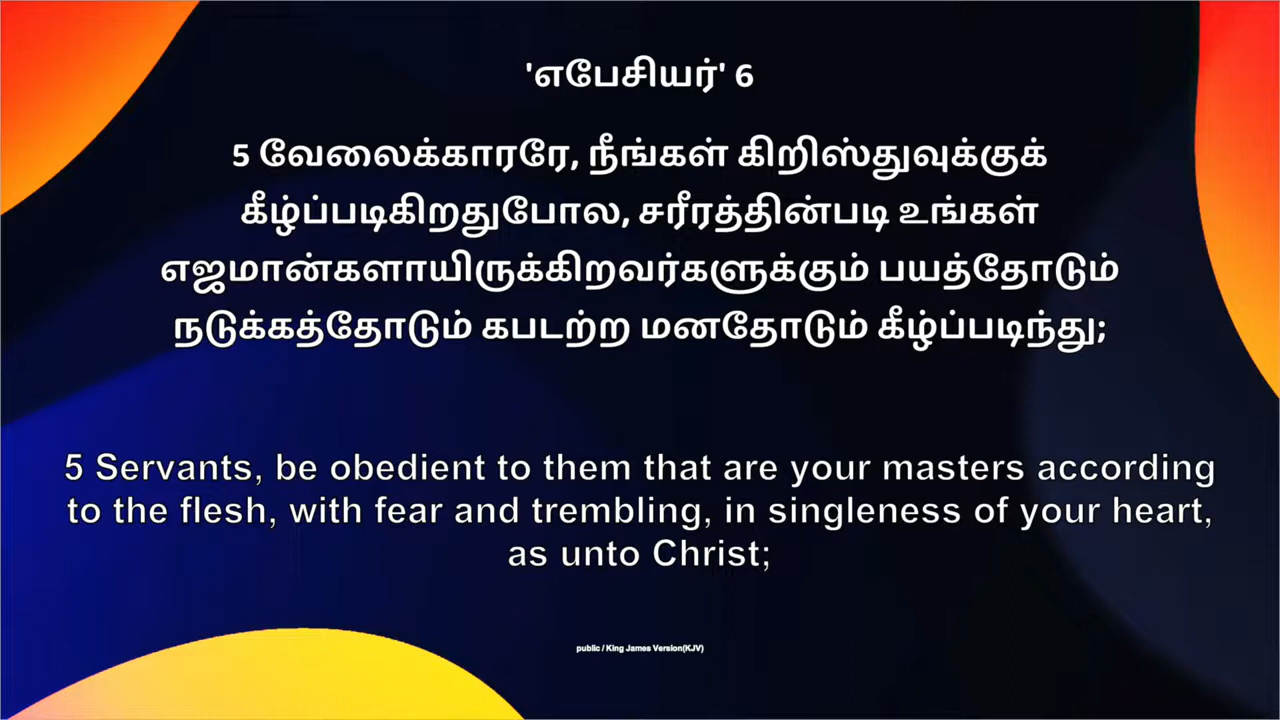 'எபேசியர்' 6
5 வேலைக்காரரே, நீங்கள் கிறிஸ்துவுக்குக்
கீழ்ப்படிகிறதுபோல, சரீரத்தின்படி உங்கள்
எஜமான்களாயிருக்கிறவர்களுக்கும் பயத்தோடும்
நடுக்கத்தோடும் கபடற்ற மனதோடும் கீழ்ப்படிந்து;
5 Servants, be obedient to them that are your masters according
to the flesh, with fear and trembling, in singleness of your heart,
as unto Christ;
public / King James Version(KJV)